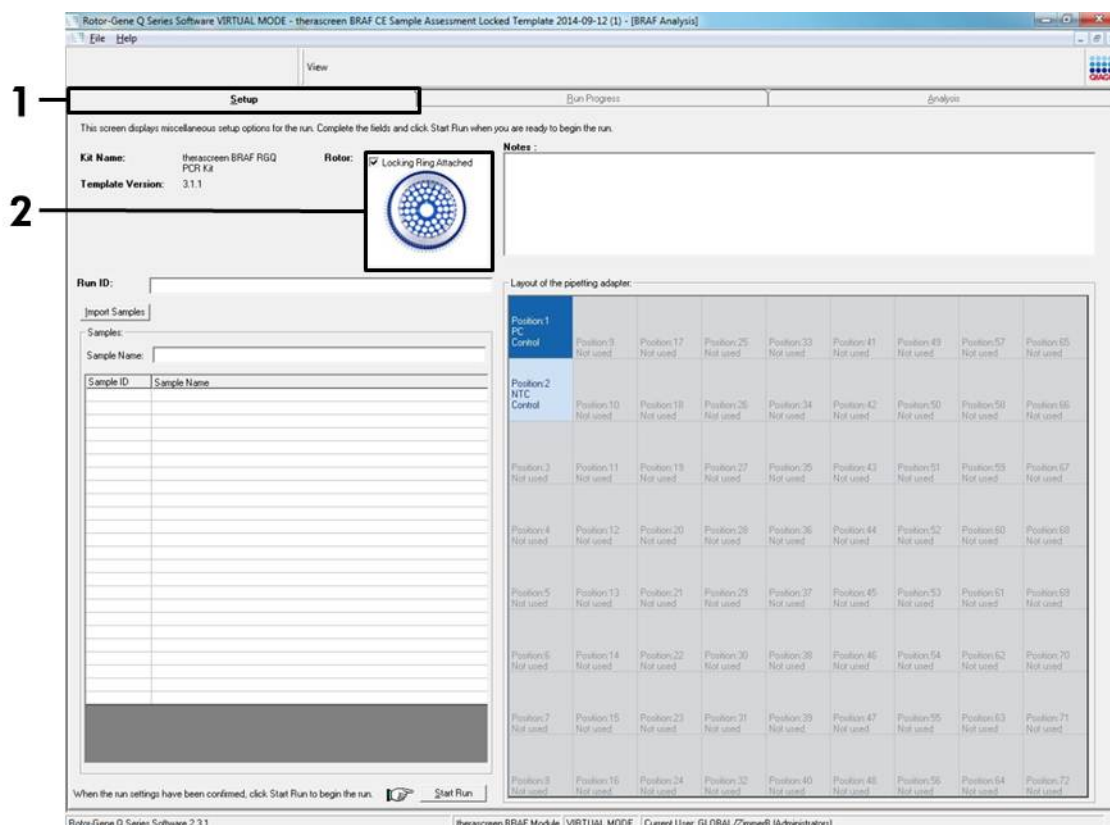 Rotor-Gene Q Series Software VIRTUAL MODE - therascreen BRAF CE Sample Assessment Locked Template 2014-09-12 (1) - [BRAF Analysis]
File Help
View
1
Setup
Run Progress
Analysis
This screen displays miscellaneous setup options for the run. Complete the fields and click Start Run when you are ready to begin the run.
Kit Name:
therascreen BRAF RGQ
PCR Kit
Rotor:
Locking Ring Attached
Notes :
Template Version:
3.1.1
2
Run ID:
Import Samples
Samples:
Sample Name:
Sample ID Sample Name
When the run settings have been confirmed, click Start Run to begin the run.
Start Run
Layout of the pipetting adapter:
Position:1
PC
Control
Position:9 Position:17 Position:25 Position:33 Position:41 Position:49 Position:57 Position:65
Not used Not used Not used Not used Not used Not used Not used Not used
Position:2
NTC
Control
Position:10 Position:18 Position:26 Position:34 Position:42 Position:50 Position:58 Position:66
Not used Not used Not used Not used Not used Not used Not used Not used
Position:3 Position:11 Position:19 Position:27 Position:35 Position:43 Position:51 Position:59 Position:67
Not used Not used Not used Not used Not used Not used Not used Not used Not used
Position:4 Position:12 Position:20 Position:28 Position:36 Position:44 Position:52 Position:60 Position:68
Not used Not used Not used Not used Not used Not used Not used Not used Not used
Position:5 Position:13 Position:21 Position:29 Position:37 Position:45 Position:53 Position:61 Position:69
Not used Not used Not used Not used Not used Not used Not used Not used Not used
Position:6 Position:14 Position:22 Position:30 Position:38 Position:46 Position:54 Position:62 Position:70
Not used Not used Not used Not used Not used Not used Not used Not used Not used
Position:7 Position:15 Position:23 Position:31 Position:39 Position:47 Position:55 Position:63 Position:71
Not used Not used Not used Not used Not used Not used Not used Not used Not used
Position:8 Position:16 Position:24 Position:32 Position:40 Position:48 Position:56 Position:64 Position:72
Not used Not used Not used Not used Not used Not used Not used Not used Not used
Rotor-Gene Q Series Software 2.3.1
therascreen BRAF Module VIRTUAL MODE Current User: GLOBAL/ZimmerB (Administrators)